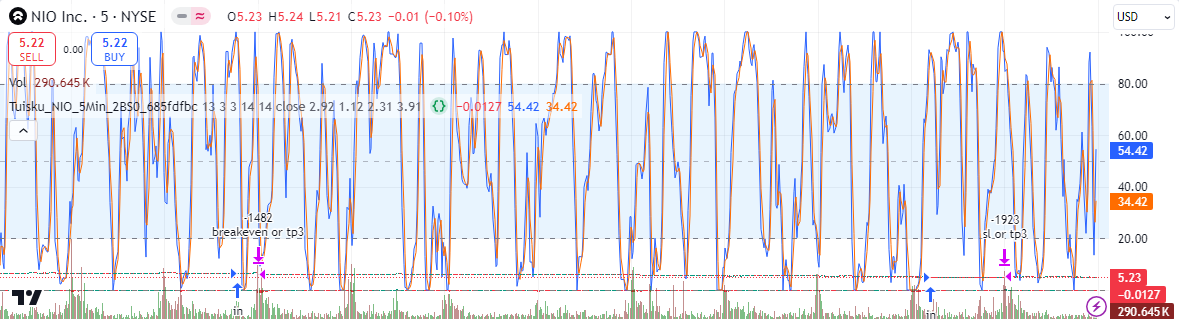 NIO Inc. · 5 · NYSE O5.23 H5.24 L5.21 C5.23 −0.01 (−0.10%) USD
5.22 SELL 0.00 5.22 BUY
Vol 290.645 K
80.00
Tuisku_NIO_5Min_2BS0_685fdfbc 13 3 3 14 14 close 2.92 1.12 2.31 3.91 −0.0127 54.42 34.42
60.00
54.42
40.00
34.42
-1482
breakeven or tp3
-1923
sl or tp3
20.00
5.23
−0.0127
in
in
290.645K